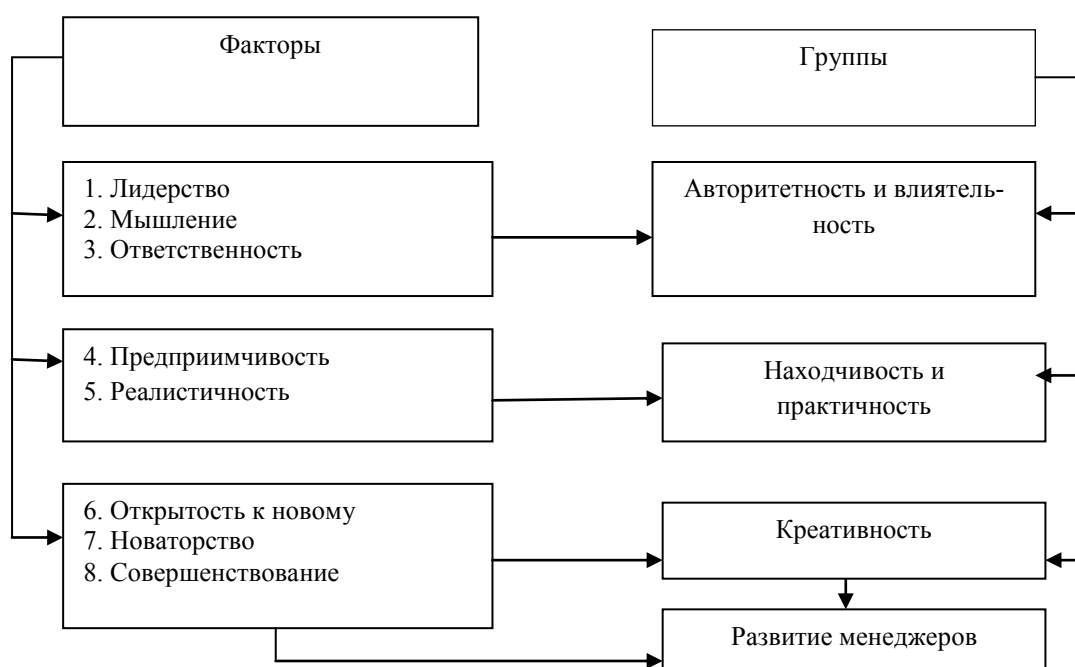 Факторы
Группы
1. Лидерство
2. Мышление
3. Ответственность
Авторитетность и влиятель-
ность
4. Предприимчивость
5. Реалистичность
Находчивость и
практичность
6. Открытость к новому
7. Новаторство
8. Совершенствование
Креативность
Развитие менеджеров